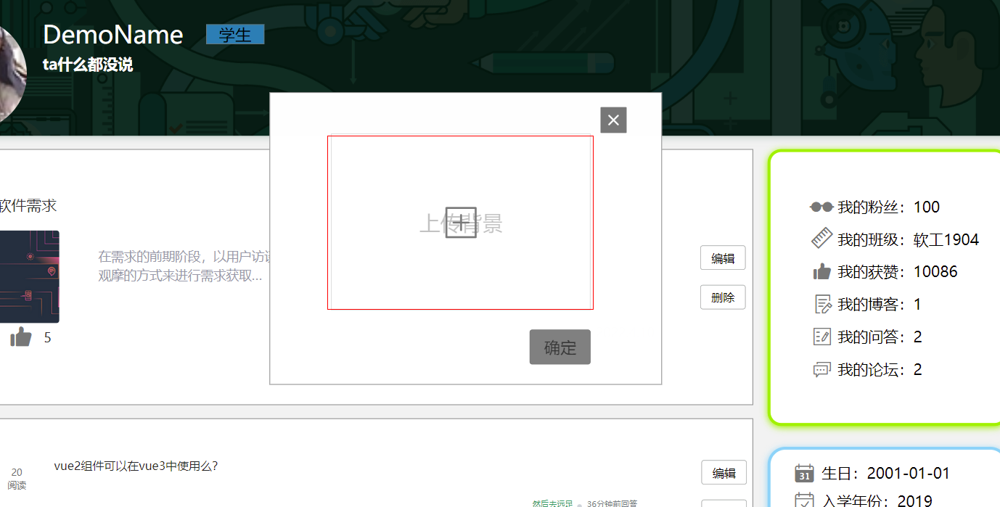 DemoName 学生
ta什么都没说
软件需求
在需求的前期阶段，以用户访谈
观摩的方式来进行需求获取...
5
编辑
删除
上传背景
确定
我的粉丝：100
我的班级：软工1904
我的获赞：10086
我的博客：1
我的问答：2
我的论坛：2
20
阅读
vue2组件可以在vue3中使用么?
编辑
然后去远足 36分钟前回答
31 生日：2001-01-01
入学年份：2019